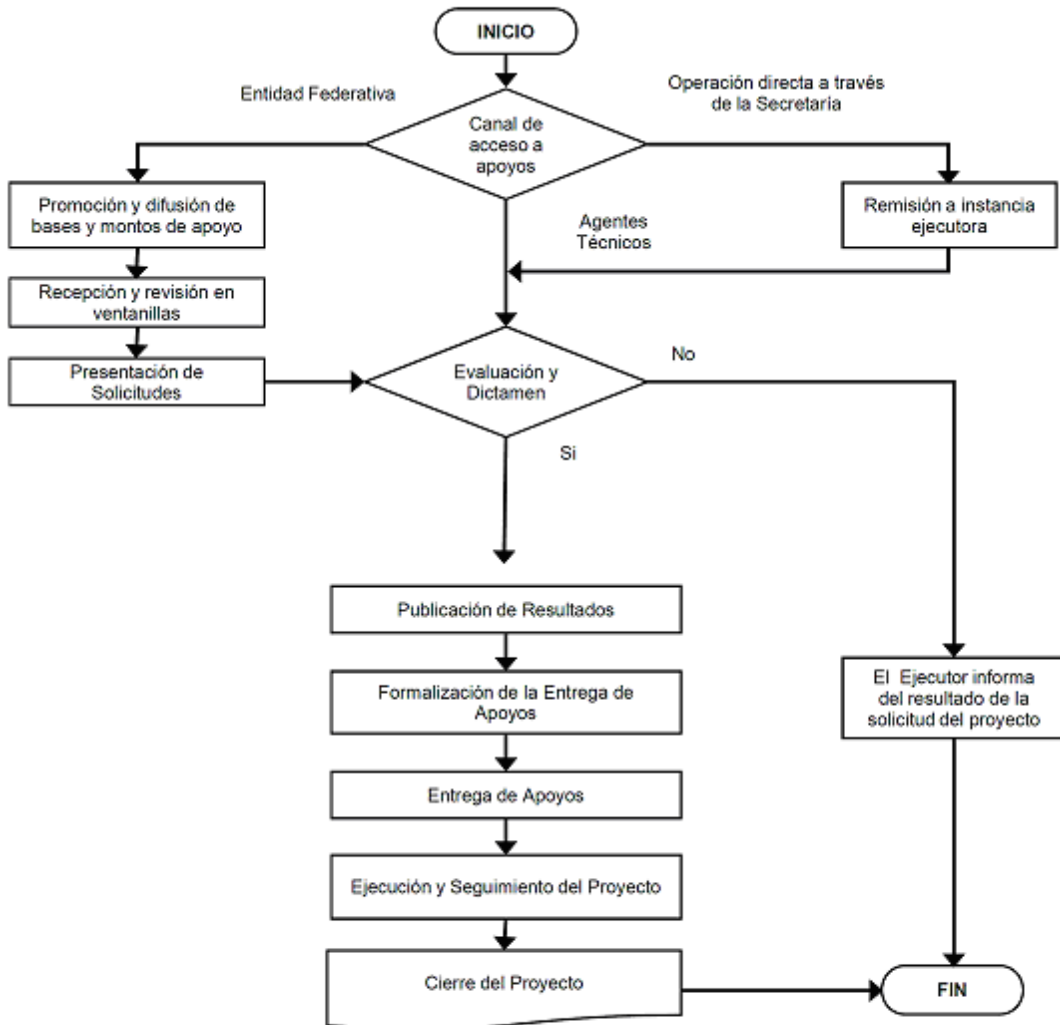 INICIO
Entidad Federativa
Operación directa a través
de la Secretaría
Canal de
acceso a
apoyos
Promoción y difusión de
bases y montos de apoyo
Remisión a instancia
ejecutora
Agentes
Técnicos
Recepción y revisión en
ventanillas
Presentación de
Solicitudes
Evaluación y
Dictamen
No
Si
Publicación de Resultados
Formalización de la Entrega de
Apoyos
El Ejecutor informa
del resultado de la
solicitud del proyecto
Entrega de Apoyos
Ejecución y Seguimiento del Proyecto
Cierre del Proyecto
FIN